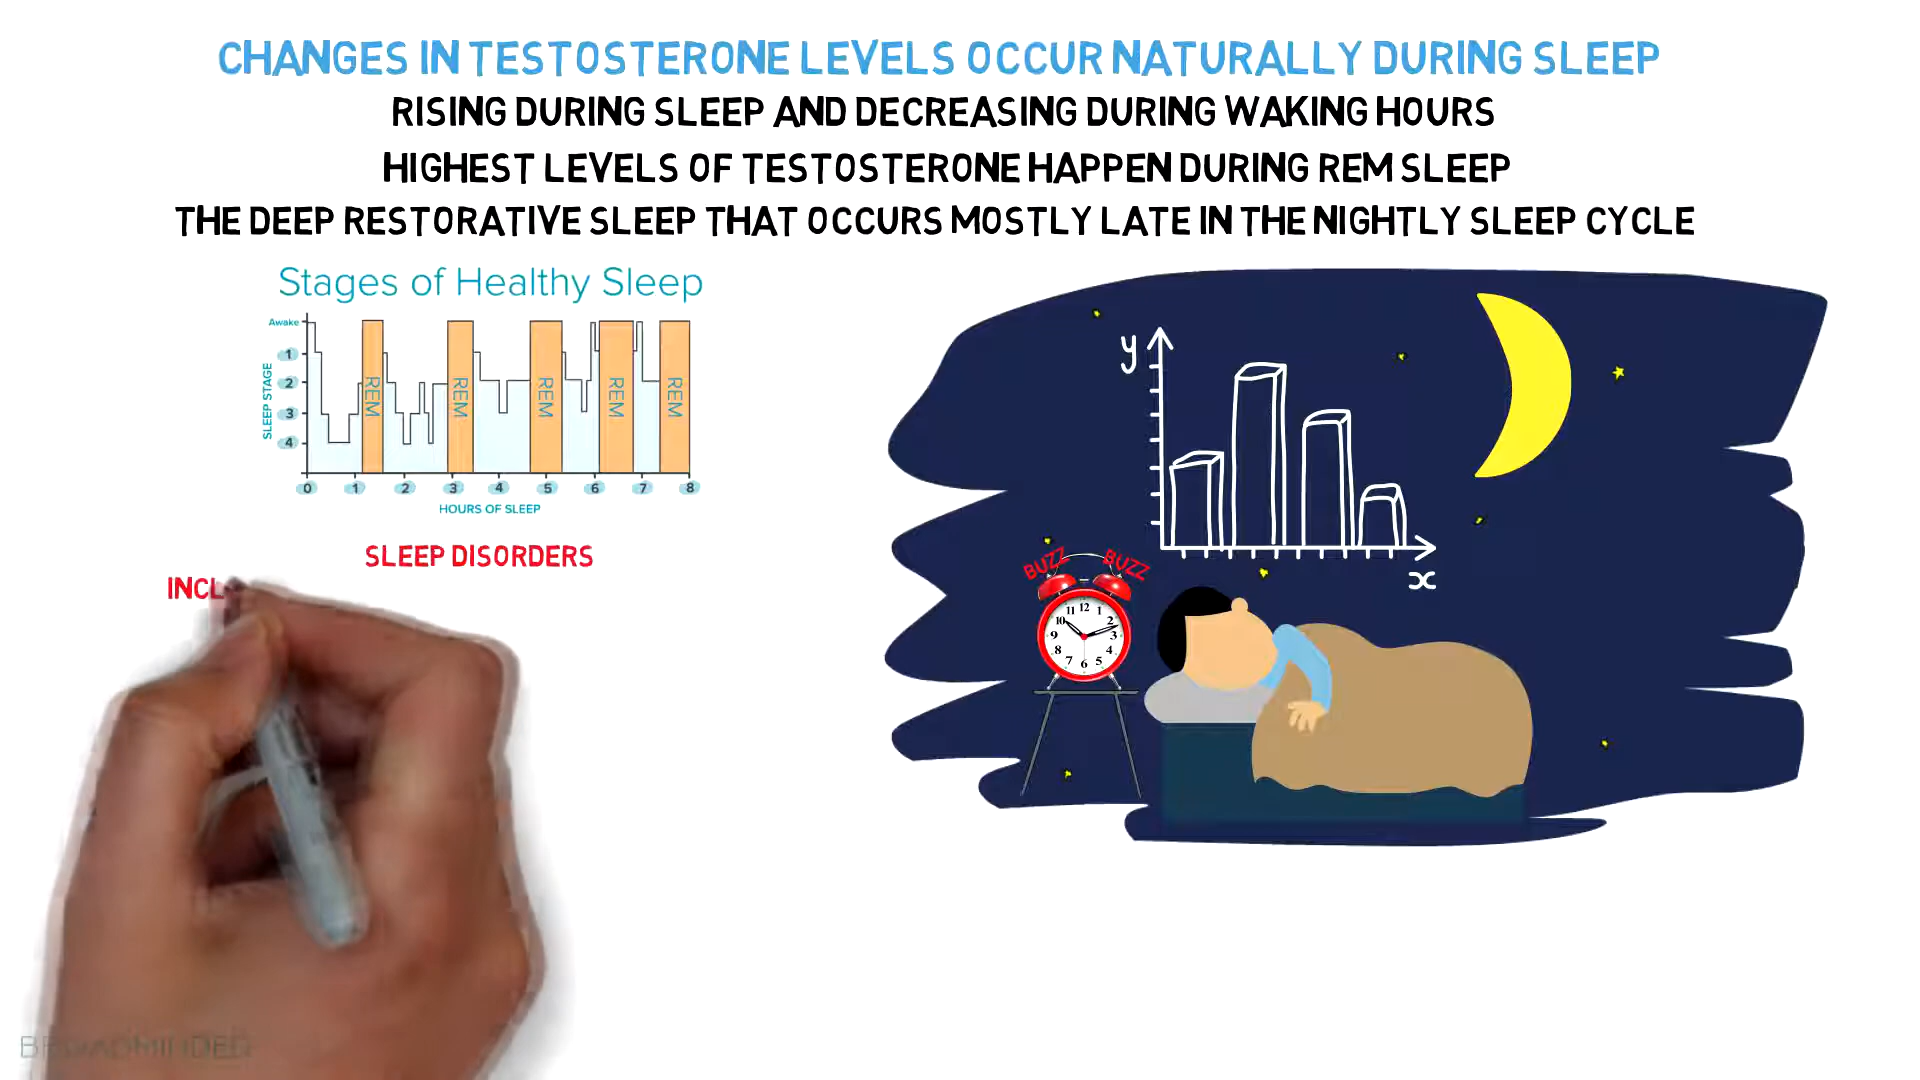 CHANGES IN TESTOSTERONE LEVELS OCCUR NATURALLY DURING SLEEP
RISING DURING SLEEP AND DECREASING DURING WAKING HOURS
HIGHEST LEVELS OF TESTOSTERONE HAPPEN DURING REM SLEEP
THE DEEP RESTORATIVE SLEEP THAT OCCURS MOSTLY LATE IN THE NIGHTLY SLEEP CYCLE
Stages of Healthy Sleep
Awake
1
2
3
4
SLEEP STAGE
REM
REM
REM
REM
REM
0 1 2 3 4 5 6 7 8
HOURS OF SLEEP
SLEEP DISORDERS
INCL
y
x
BUZZ BUZZ
12 1 2 3 4 5 6 7 8 9 10 11
BROADMINDED